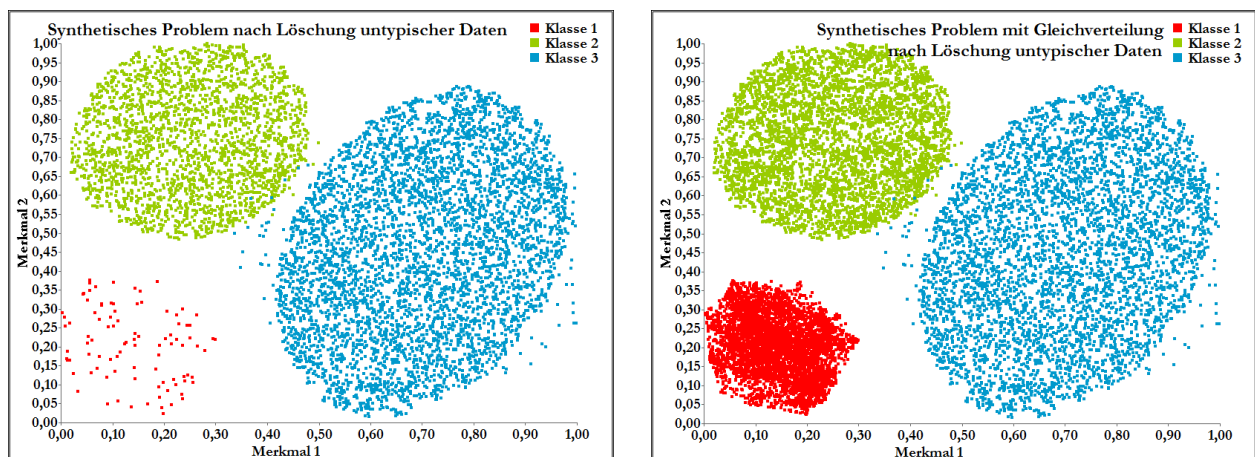 Synthetisches Problem nach Löschung untypischer Daten
Klasse 1
Klasse 2
Klasse 3
1,00
0,95
0,90
0,85
0,80
0,75
0,70
0,65
0,60
0,55
0,50
0,45
0,40
0,35
0,30
0,25
0,20
0,15
0,10
0,05
0,00
Merkmal 2
0,00 0,10 0,20 0,30 0,40 0,50 0,60 0,70 0,80 0,90 1,00
Merkmal 1
Synthetisches Problem mit Gleichverteilung
nach Löschung untypischer Daten
Klasse 1
Klasse 2
Klasse 3
1,00
0,95
0,90
0,85
0,80
0,75
0,70
0,65
0,60
0,55
0,50
0,45
0,40
0,35
0,30
0,25
0,20
0,15
0,10
0,05
0,00
Merkmal 2
0,00 0,10 0,20 0,30 0,40 0,50 0,60 0,70 0,80 0,90 1,00
Merkmal 1